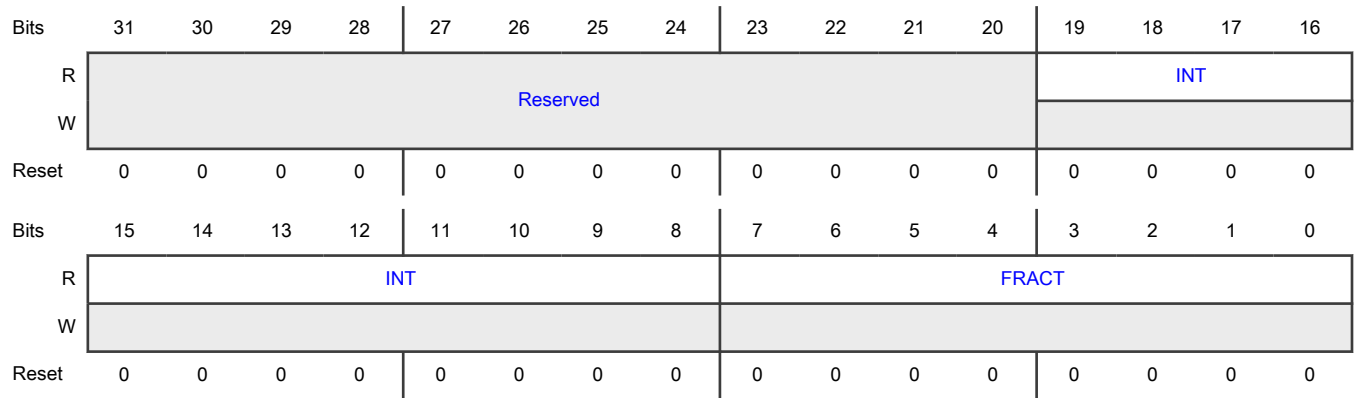 Bits 31 30 29 28 27 26 25 24 23 22 21 20 19 18 17 16
R INT
Reserved
W
Reset 0 0 0 0 0 0 0 0 0 0 0 0 0 0 0 0
Bits 15 14 13 12 11 10 9 8 7 6 5 4 3 2 1 0
R INT FRACT
W
Reset 0 0 0 0 0 0 0 0 0 0 0 0 0 0 0 0